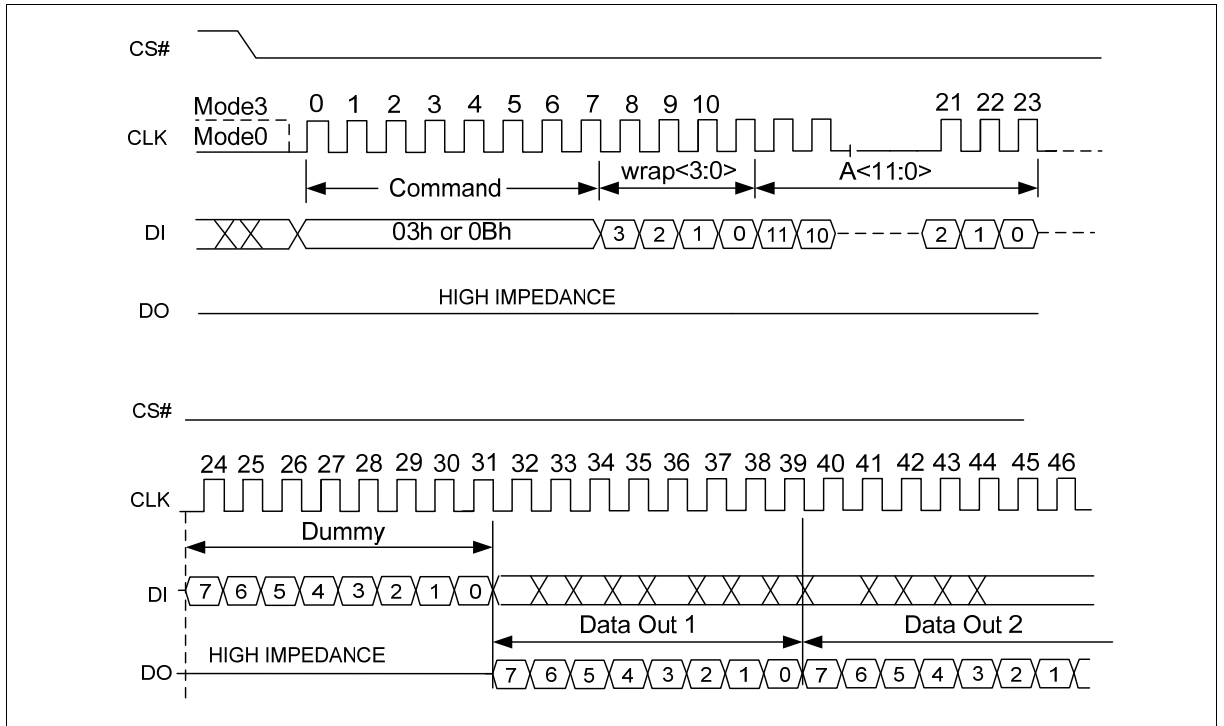 CS#
Mode3
0 1 2 3 4 5 6 7 8 9 10 21 22 23
CLK
Mode0
Command
wrap<3:0>
A<11:0>
DI
03h or 0Bh
3 2 1 0 11 10 2 1 0
HIGH IMPEDANCE
DO
CS#
24 25 26 27 28 29 30 31 32 33 34 35 36 37 38 39 40 41 42 43 44 45 46
CLK
Dummy
DI
7 6 5 4 3 2 1 0
Data Out 1
Data Out 2
HIGH IMPEDANCE
DO
7 6 5 4 3 2 1 0 7 6 5 4 3 2 1